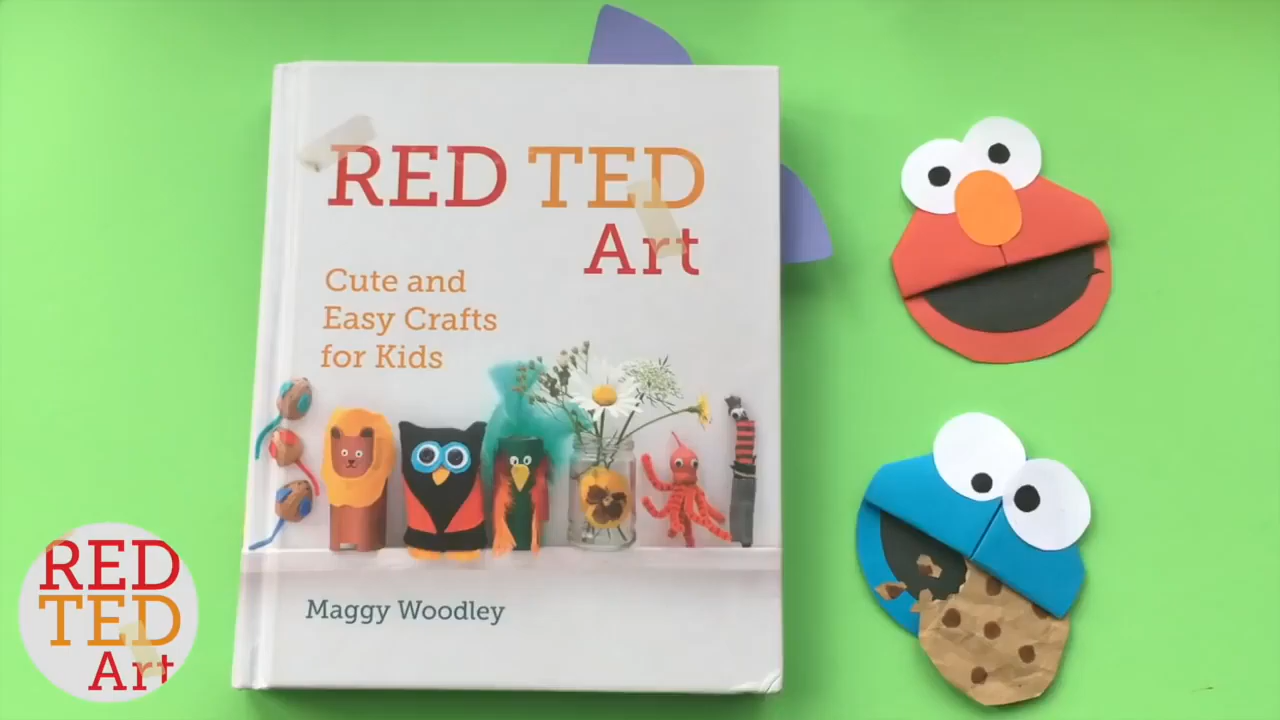 RED TED
Art
Cute and
Easy Crafts
for Kids
Maggy Woodley
RED
TED
Art